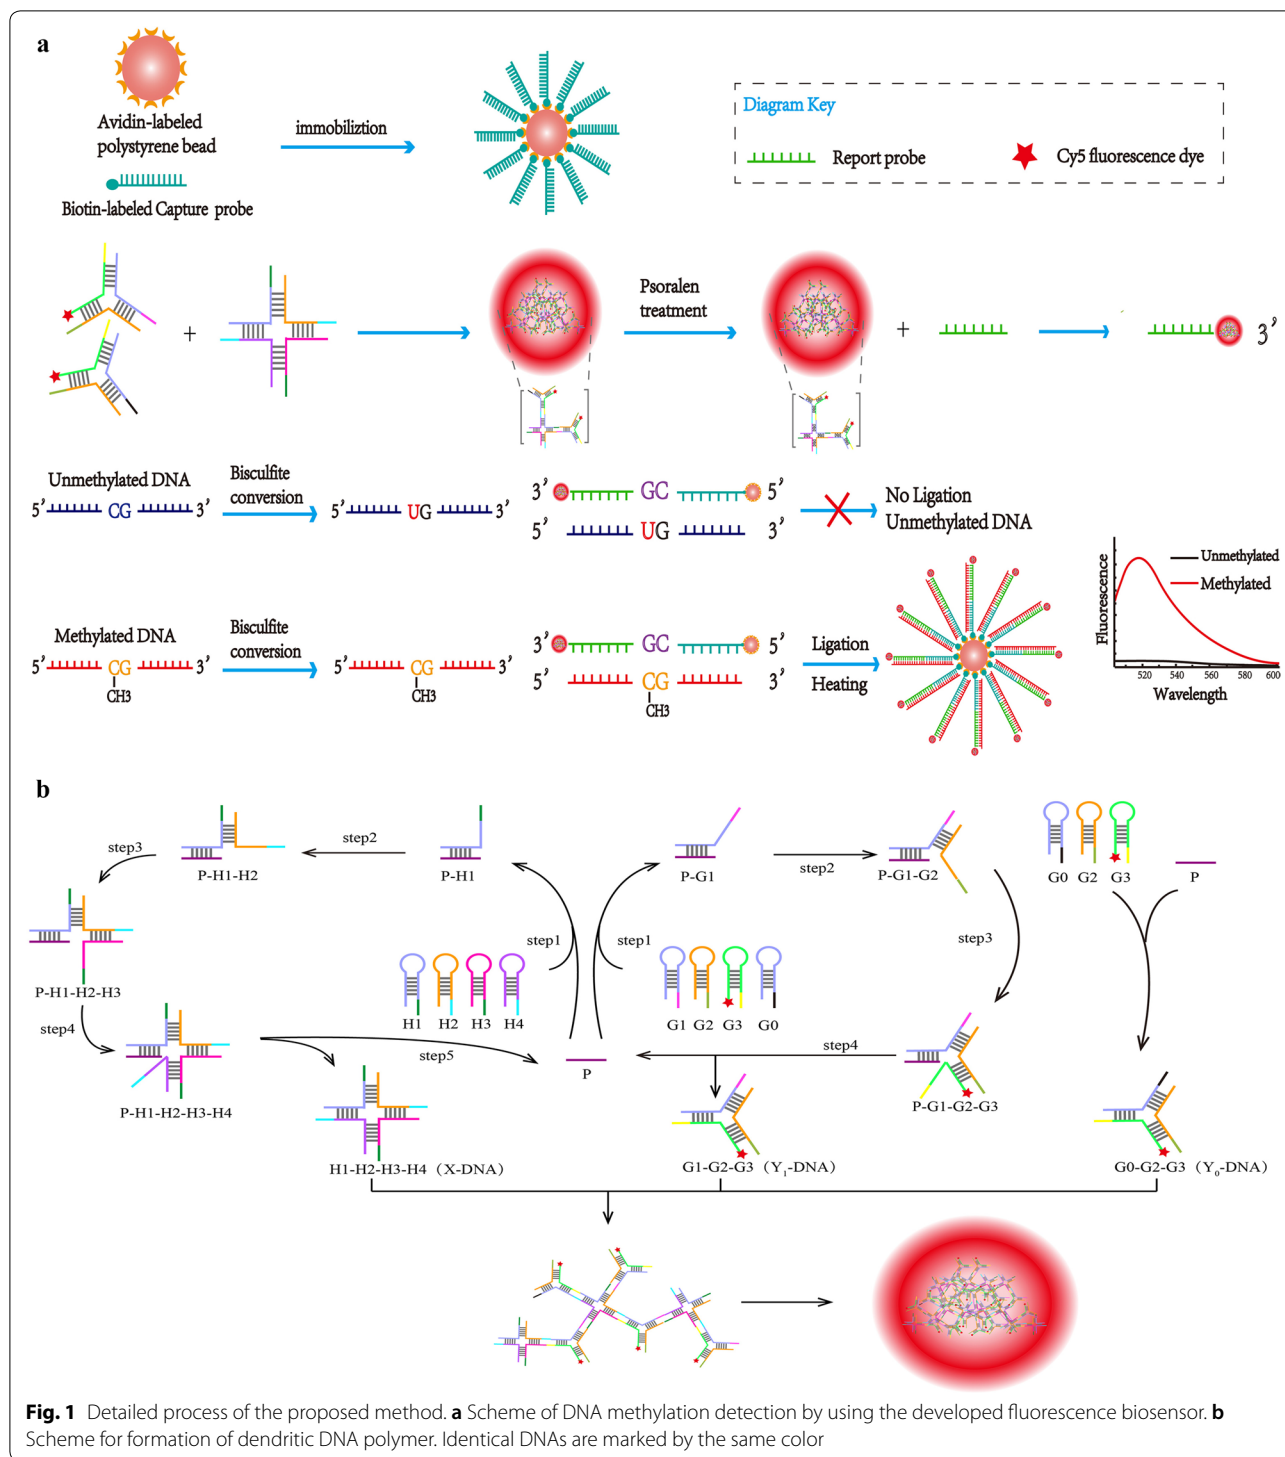 a
Avidin-labeled
polystyrene bead
Biotin-labeled Capture probe
immobiliztion
Diagram Key
Report probe
Cy5 fluorescence dye
+
Psoralen
treatment
+
3’
Unmethylated DNA
5’ CG 3’
Bisculfite
conversion
5’ UG 3’
3’ GC 5’
5’ UG 3’
No Ligation
Unmethylated DNA
Methylated DNA
5’ CG 3’
CH3
Bisculfite
conversion
5’ CG 3’
CH3
3’ GC 5’
5’ CG 3’
CH3
Ligation
Heating
Fluorescence
Unmethylated
Methylated
520 540 560 580 600
Wavelength
b
P-H1-H2
step2
P-H1
step3
P-H1-H2-H3
step4
P-H1-H2-H3-H4
step1
H1 H2 H3 H4
step5
H1-H2-H3-H4 (X-DNA)
P
P-G1
step2
P-G1-G2
step1
G1 G2 G3 G0
step3
step4
P-G1-G2-G3
G1-G2-G3 (Y1-DNA)
G0 G2 G3
P
G0-G2-G3 (Y0-DNA)
Fig. 1 Detailed process of the proposed method. a Scheme of DNA methylation detection by using the developed fluorescence biosensor. b
Scheme for formation of dendritic DNA polymer. Identical DNAs are marked by the same color